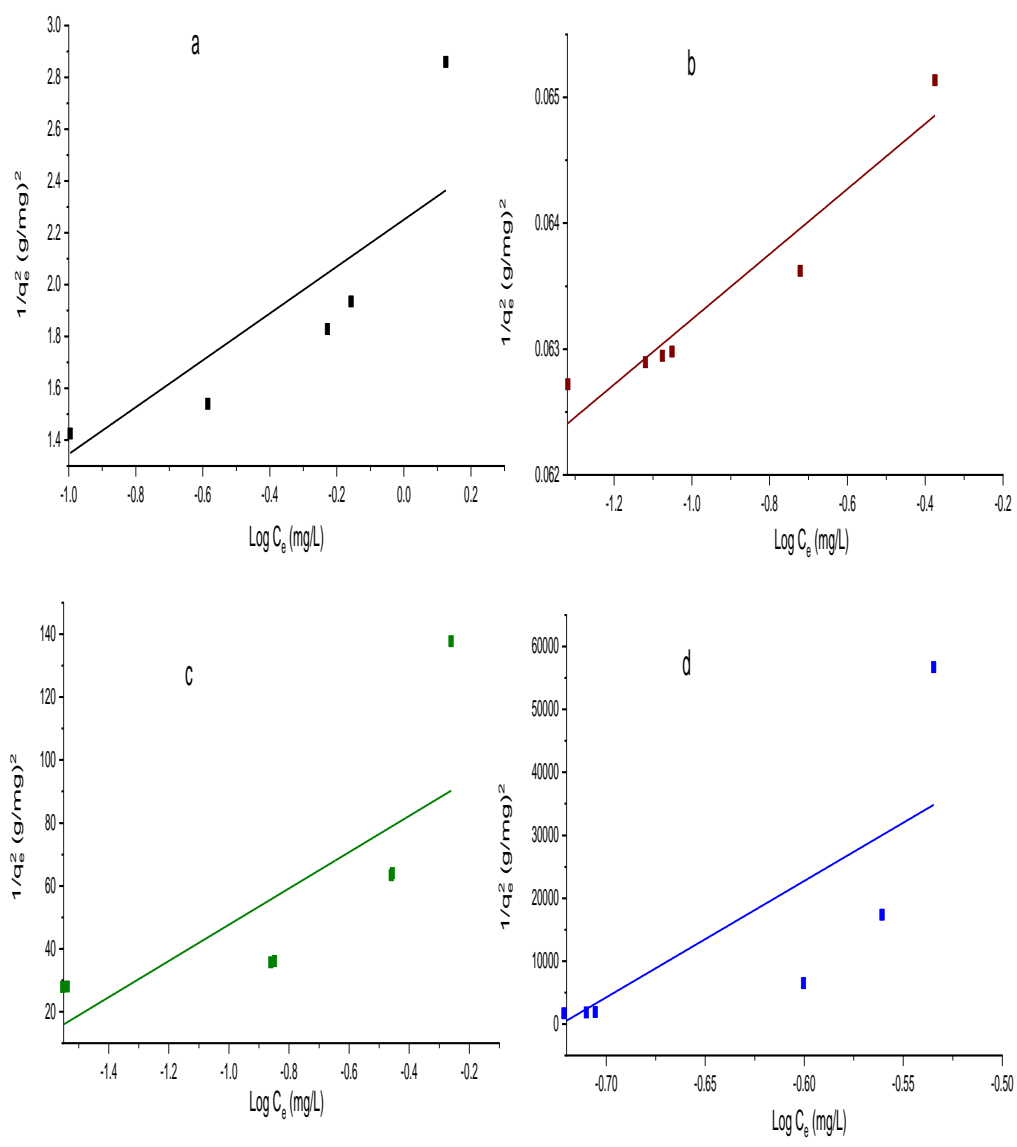 a
3.0
2.8
2.6
2.4
2.2
2.0
1.8
1.6
1.4
1/q²ₑ (g/mg)²
-1.0 -0.8 -0.6 -0.4 -0.2 0.0 0.2
Log Cₑ (mg/L)
b
0.065
0.064
0.063
0.062
1/q²ₑ (g/mg)²
-1.2 -1.0 -0.8 -0.6 -0.4 -0.2
Log Cₑ (mg/L)
c
140
120
100
80
60
40
20
1/q²ₑ (g/mg)²
-1.4 -1.2 -1.0 -0.8 -0.6 -0.4 -0.2
Log Cₑ (mg/L)
d
60000
50000
40000
30000
20000
10000
0
1/q²ₑ (g/mg)²
-0.70 -0.65 -0.60 -0.55 -0.50
Log Cₑ (mg/L)